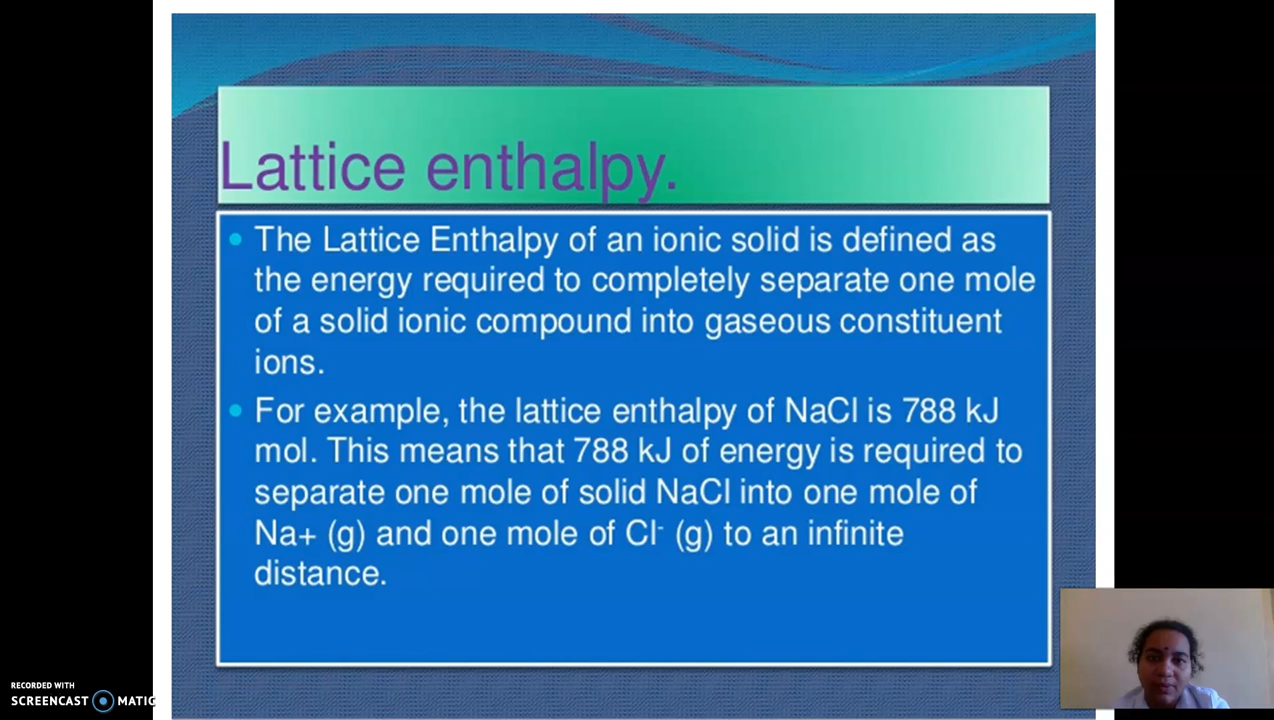 Lattice enthalpy.
• The Lattice Enthalpy of an ionic solid is defined as
the energy required to completely separate one mole
of a solid ionic compound into gaseous constituent
ions.
• For example, the lattice enthalpy of NaCl is 788 kJ
mol. This means that 788 kJ of energy is required to
separate one mole of solid NaCl into one mole of
Na+ (g) and one mole of Cl⁻ (g) to an infinite
distance.
RECORDED WITH
SCREENCAST MATIC